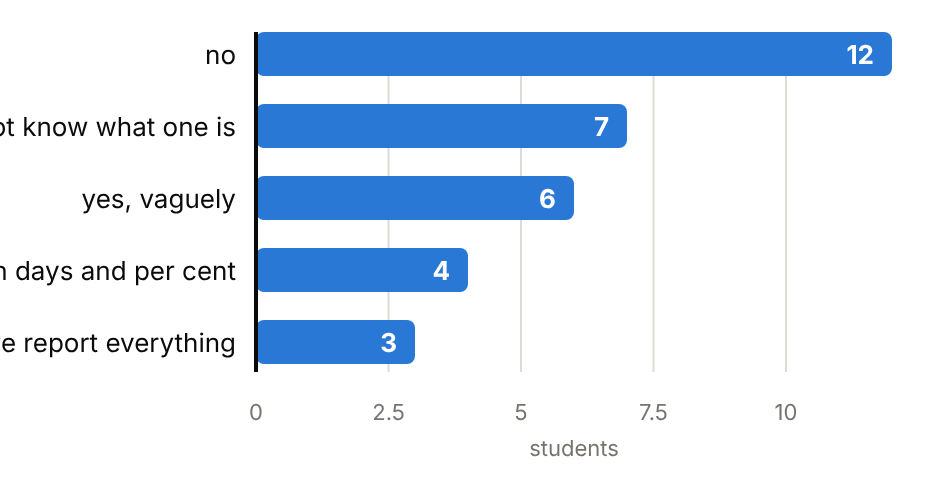 no 12
know what one is 7
yes, vaguely 6
days and per cent 4
report everything 3
0 2.5 5 7.5 10
students